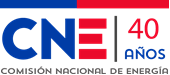 CNE 40
AÑOS
COMISIÓN NACIONAL DE ENERGÍA